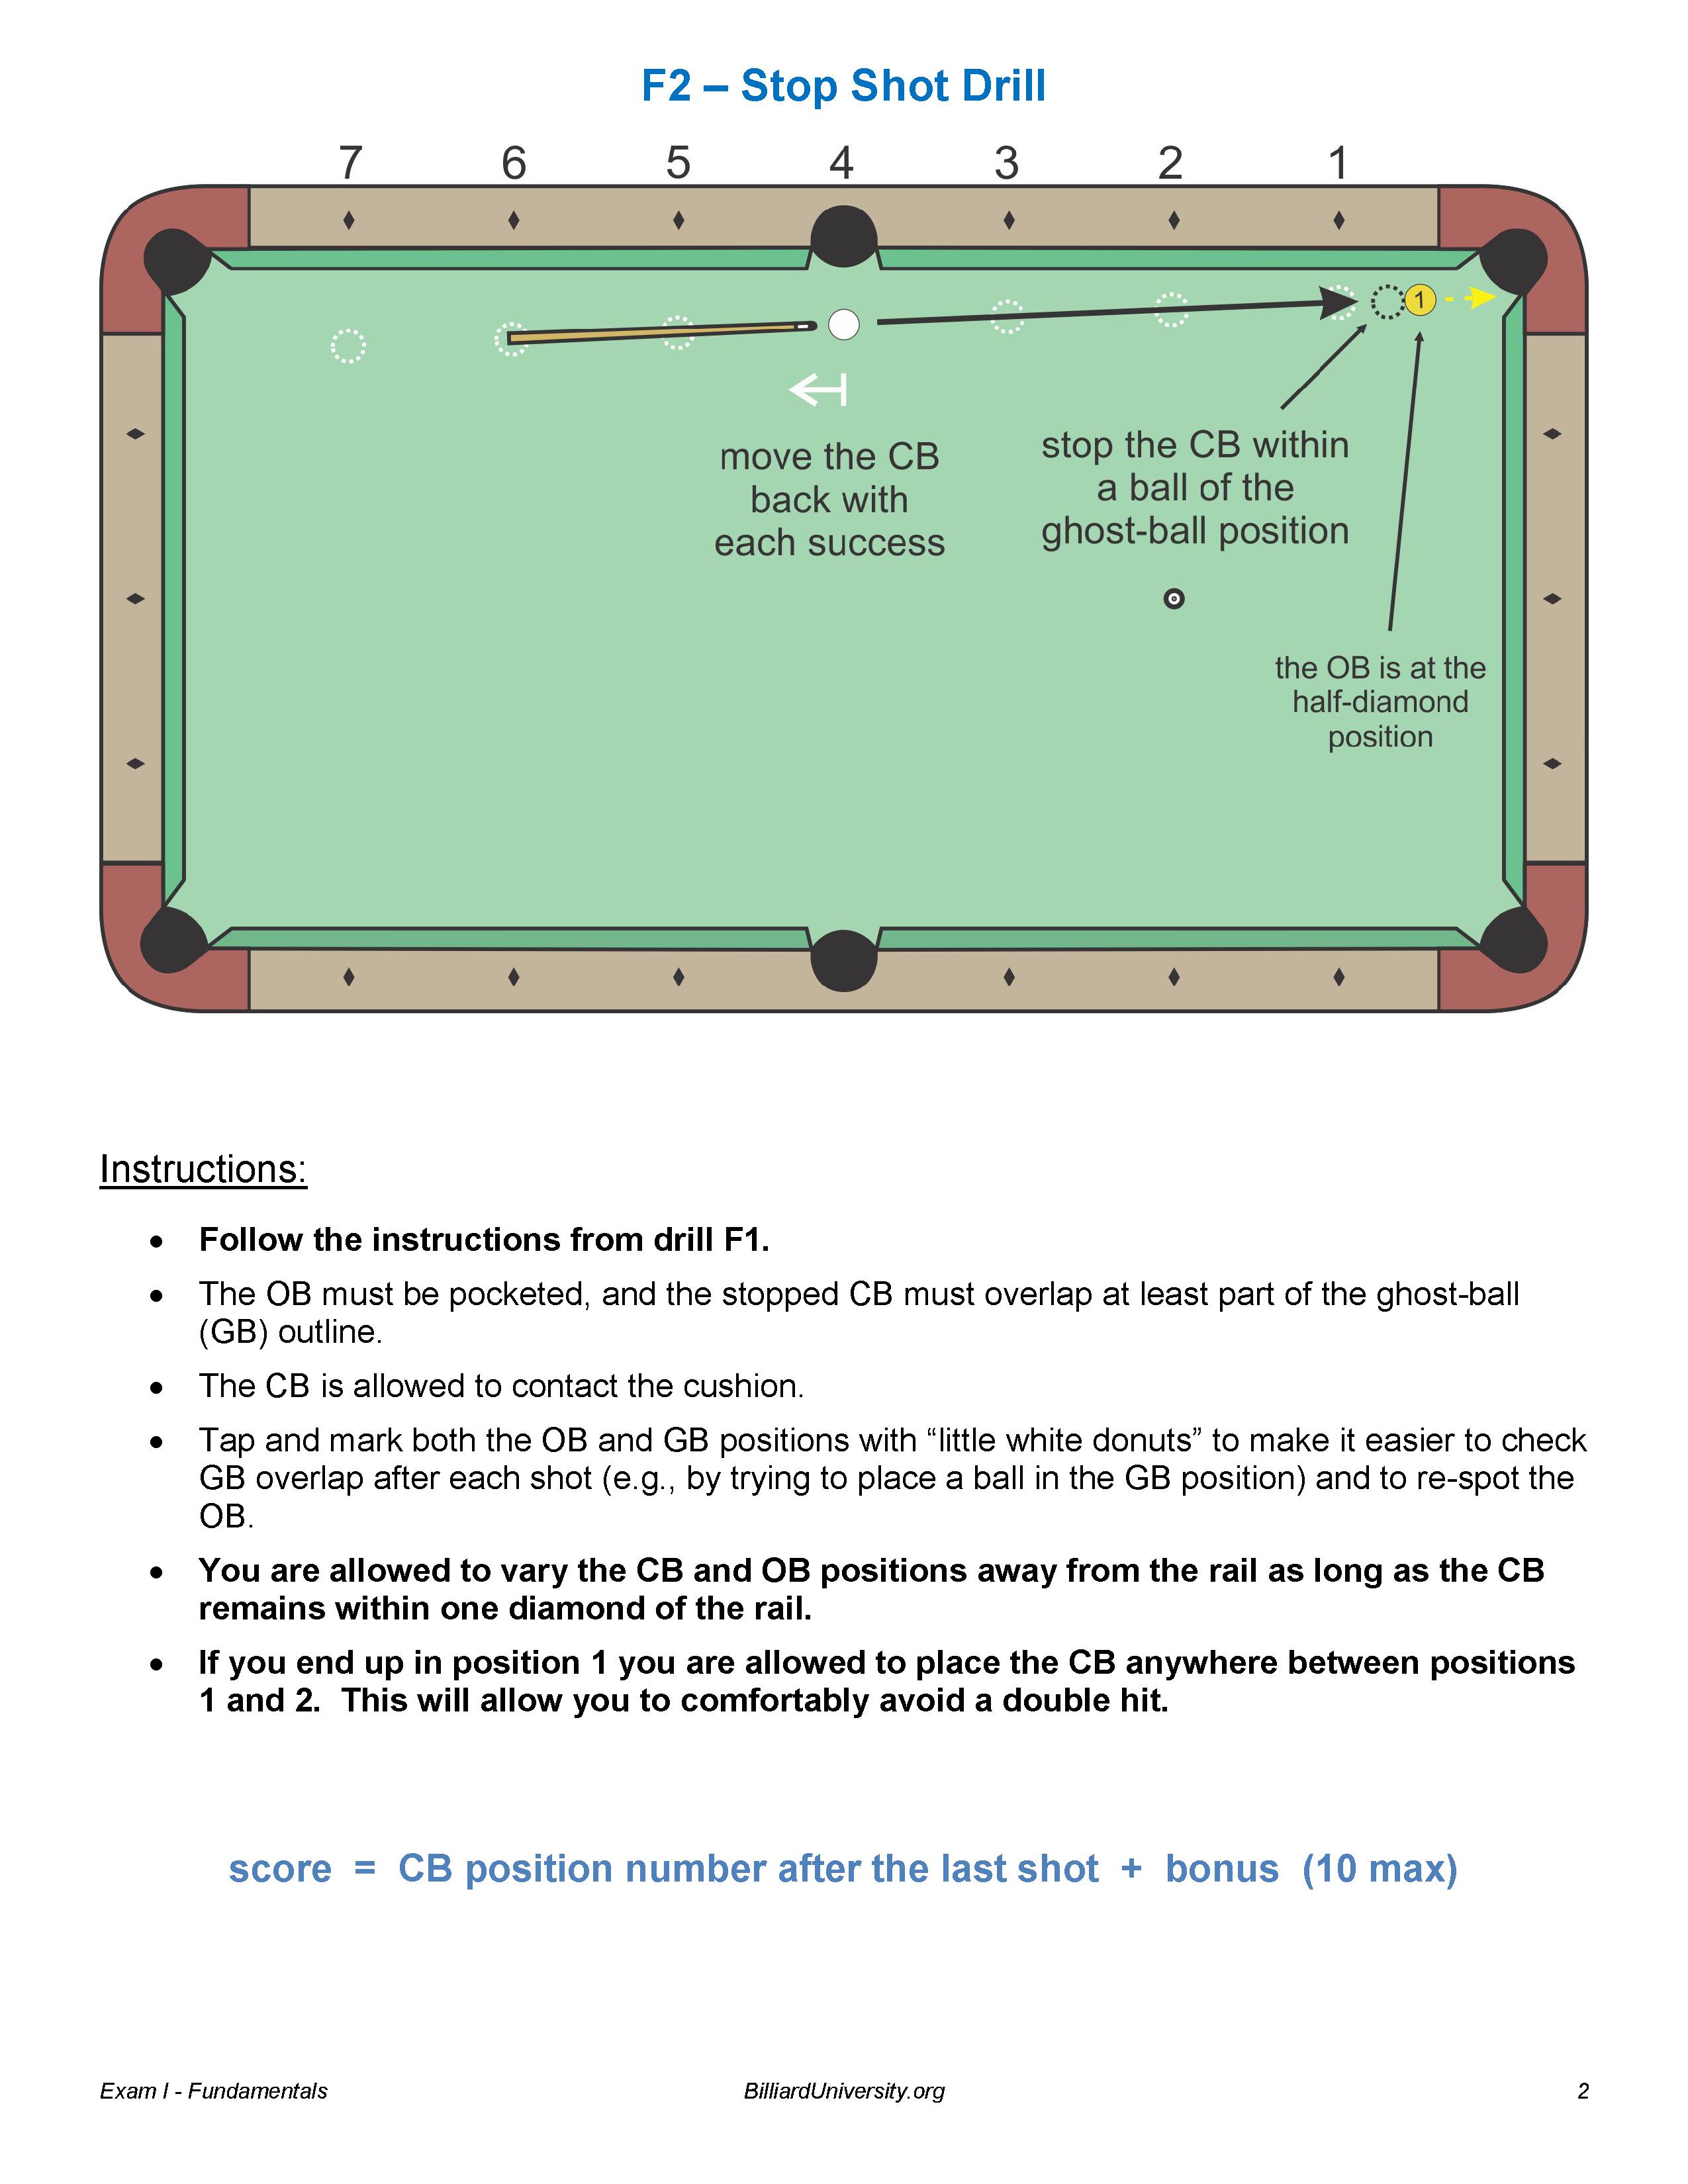 F2 – Stop Shot Drill
7 6 5 4 3 2 1
1
move the CB
back with
each success
stop the CB within
a ball of the
ghost-ball position
the OB is at the
half-diamond
position
Instructions:
• Follow the instructions from drill F1.
• The OB must be pocketed, and the stopped CB must overlap at least part of the ghost-ball
(GB) outline.
• The CB is allowed to contact the cushion.
• Tap and mark both the OB and GB positions with “little white donuts” to make it easier to check
GB overlap after each shot (e.g., by trying to place a ball in the GB position) and to re-spot the
OB.
• You are allowed to vary the CB and OB positions away from the rail as long as the CB
remains within one diamond of the rail.
• If you end up in position 1 you are allowed to place the CB anywhere between positions
1 and 2.  This will allow you to comfortably avoid a double hit.
score = CB position number after the last shot + bonus (10 max)
Exam I - Fundamentals BilliardUniversity.org 2